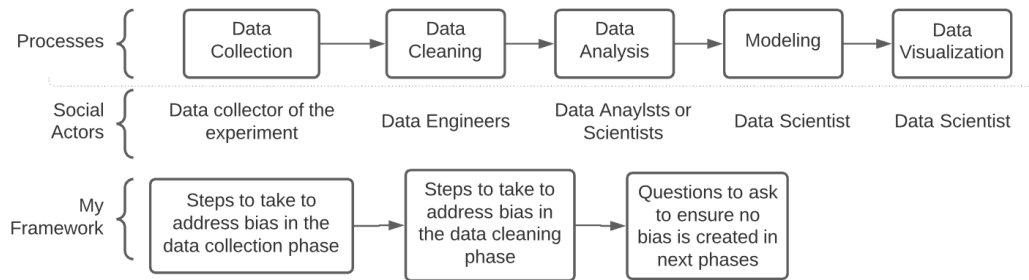 Processes
Data
Collection
Data
Cleaning
Data
Analysis
Modeling
Data
Visualization
Social
Actors
Data collector of the
experiment
Data Engineers
Data Anaylsts or
Scientists
Data Scientist
Data Scientist
My
Framework
Steps to take to
address bias in the
data collection phase
Steps to take to
address bias in
the data cleaning
phase
Questions to ask
to ensure no
bias is created in
next phases